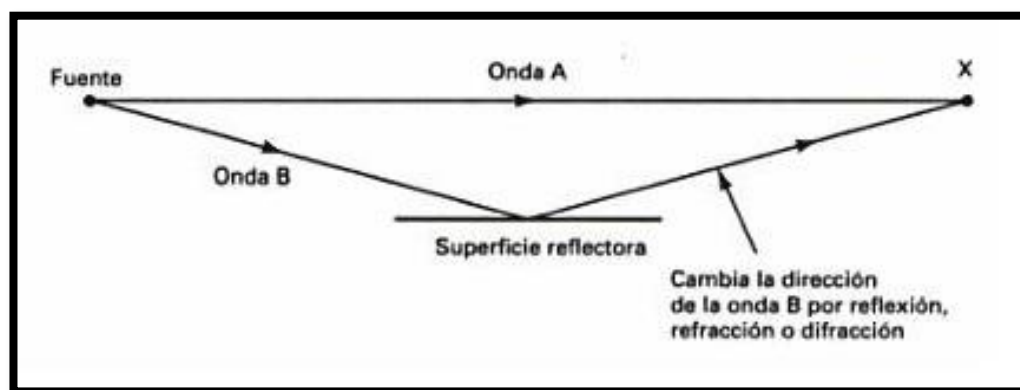 Fuente
Onda A
X
Onda B
Superficie reflectora
Cambia la dirección
de la onda B por reflexión,
refracción o difracción